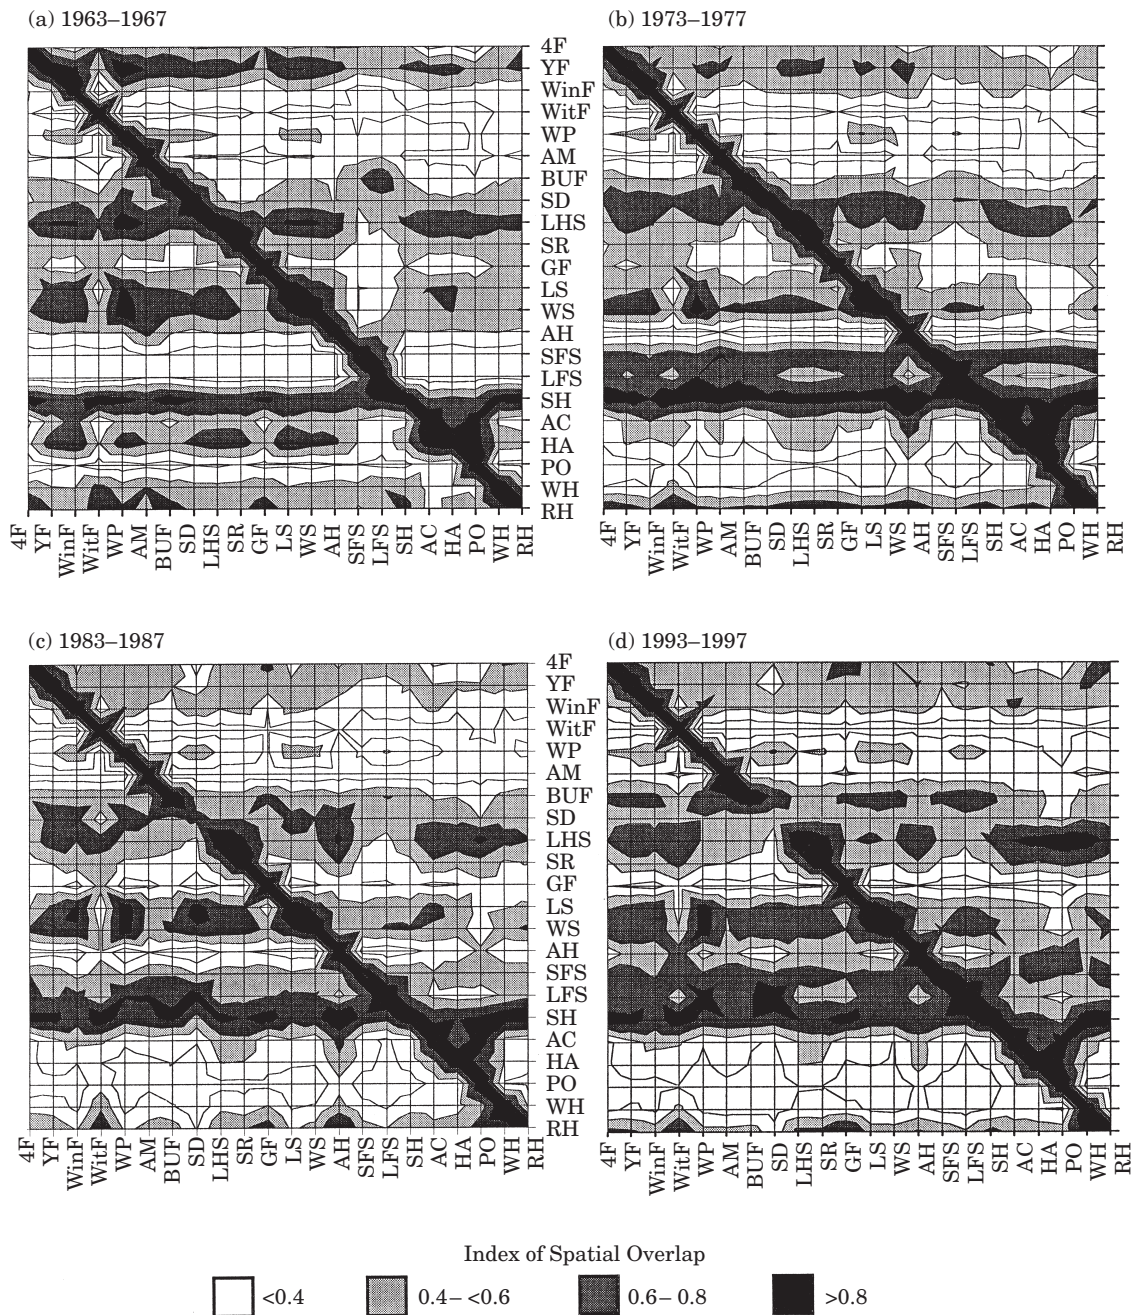 (a) 1963–1967
(b) 1973–1977
4F
YF
WinF
WitF
WP
AM
BUF
SD
LHS
SR
GF
LS
WS
AH
SFS
LFS
SH
AC
HA
PO
WH
RH
4F YF WinF WitF WP AM BUF SD LHS SR GF LS WS AH SFS LFS SH AC HA PO WH RH
4F YF WinF WitF WP AM BUF SD LHS SR GF LS WS AH SFS LFS SH AC HA PO WH RH
(c) 1983–1987
(d) 1993–1997
4F
YF
WinF
WitF
WP
AM
BUF
SD
LHS
SR
GF
LS
WS
AH
SFS
LFS
SH
AC
HA
PO
WH
RH
4F YF WinF WitF WP AM BUF SD LHS SR GF LS WS AH SFS LFS SH AC HA PO WH RH
4F YF WinF WitF WP AM BUF SD LHS SR GF LS WS AH SFS LFS SH AC HA PO WH RH
Index of Spatial Overlap
<0.4 0.4– <0.6 0.6– 0.8 >0.8